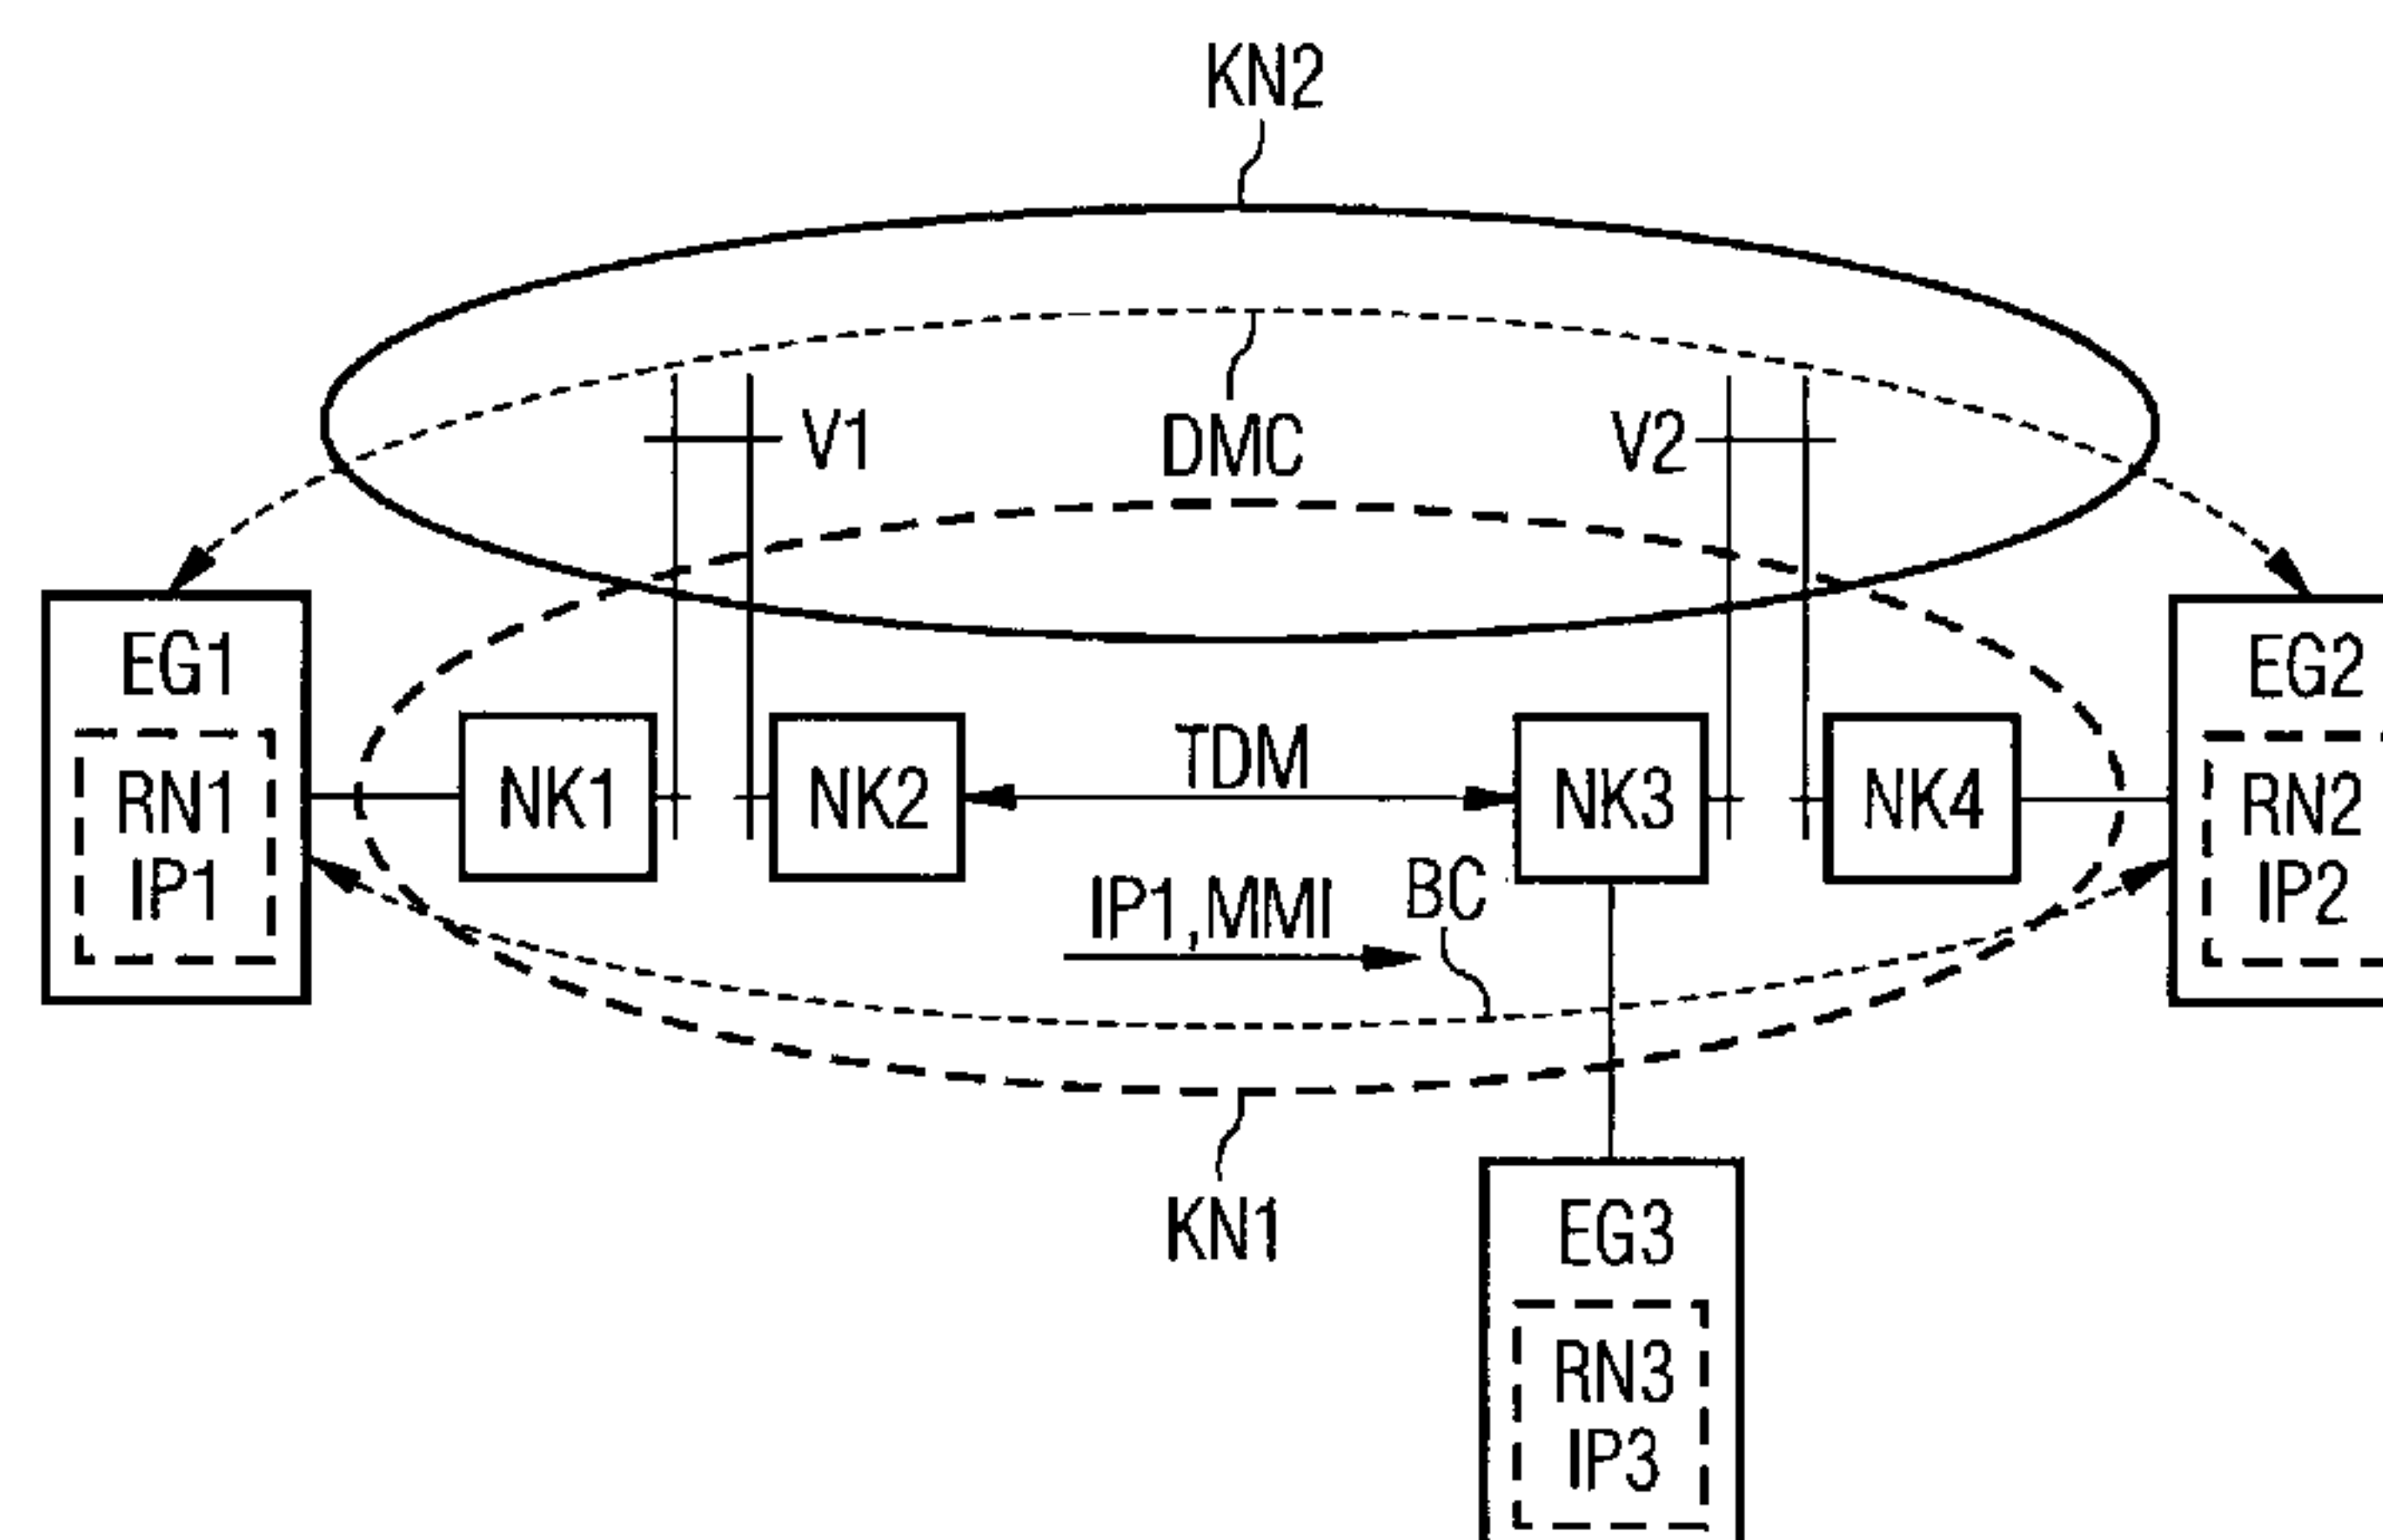 KN2
V1
DMC
V2
EG1
RN1
IP1
NK1
NK2
TDM
NK3
NK4
EG2
RN2
IP2
IP1,MMI
BC
KN1
EG3
RN3
IP3